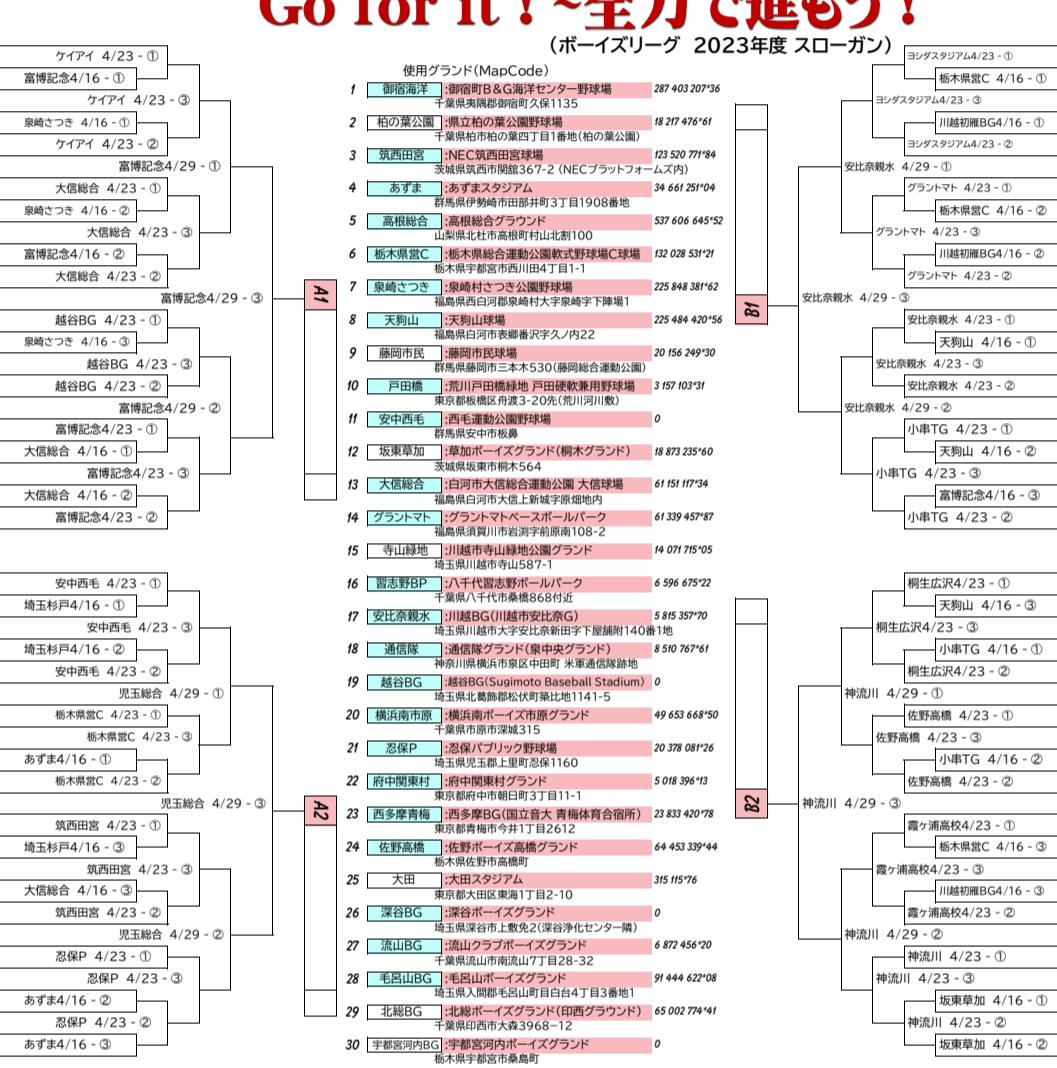 Go for it！~全力で進もう！
（ボーイズリーグ 2023年度 スローガン）
使用グランド(MapCode)
ケイアイ 4/23 - ①
富博記念4/16 - ①
ケイアイ 4/23 - ③
泉崎さつき 4/16 - ①
ケイアイ 4/23 - ②
富博記念4/29 - ①
大信総合 4/23 - ①
泉崎さつき 4/16 - ②
大信総合 4/23 - ③
富博記念4/16 - ②
大信総合 4/23 - ②
富博記念4/29 - ③
越谷BG 4/23 - ①
泉崎さつき 4/16 - ③
越谷BG 4/23 - ③
越谷BG 4/23 - ②
富博記念4/29 - ②
富博記念4/23 - ①
大信総合 4/16 - ①
富博記念4/23 - ③
大信総合 4/16 - ②
富博記念4/23 - ②
A1
安中西毛 4/23 - ①
埼玉杉戸4/16 - ①
安中西毛 4/23 - ③
埼玉杉戸4/16 - ②
安中西毛 4/23 - ②
児玉総合 4/29 - ①
栃木県営C 4/23 - ①
栃木県営C 4/23 - ③
あずま4/16 - ①
栃木県営C 4/23 - ②
児玉総合 4/29 - ③
筑西田宮 4/23 - ①
埼玉杉戸4/16 - ③
筑西田宮 4/23 - ③
大信総合 4/16 - ③
筑西田宮 4/23 - ②
児玉総合 4/29 - ②
忍保P 4/23 - ①
忍保P 4/23 - ③
あずま4/16 - ②
忍保P 4/23 - ②
あずま4/16 - ③
A2
1 御宿海洋 :御宿町B＆G海洋センター野球場 287 403 207*36
千葉県夷隅郡御宿町久保1135
2 柏の葉公園 :県立柏の葉公園野球場 18 217 476*61
千葉県柏市柏の葉四丁目1番地(柏の葉公園)
3 筑西田宮 :NEC筑西田宮球場 123 520 771*84
茨城県筑西市関舘367-2 (NECプラットフォームズ内)
4 あずま :あずまスタジアム 34 661 251*04
群馬県伊勢崎市田部井町3丁目1908番地
5 高根総合 :高根総合グラウンド 537 606 645*52
山梨県北杜市高根町村山北割100
6 栃木県営C :栃木県総合運動公園軟式野球場C球場 132 028 531*21
栃木県宇都宮市西川田4丁目1-1
7 泉崎さつき :泉崎村さつき公園野球場 225 848 381*62
福島県西白河郡泉崎村大字泉崎字下陣場1
8 天狗山 :天狗山球場 225 484 420*56
福島県白河市表郷番沢字久ノ内22
9 藤岡市民 :藤岡市民球場 20 156 249*30
群馬県藤岡市三本木530(藤岡総合運動公園)
10 戸田橋 :荒川戸田橋緑地 戸田硬軟兼用野球場 3 157 103*31
東京都板橋区舟渡3-20先(荒川河川敷)
11 安中西毛 :西毛運動公園野球場 0
群馬県安中市板鼻
12 坂東草加 :草加ボーイズグランド(桐木グランド) 18 873 235*60
茨城県坂東市桐木564
13 大信総合 :白河市大信総合運動公園 大信球場 61 151 117*34
福島県白河市大信上新城字原畑地内
14 グラントマト :グラントマトベースボールパーク 61 339 457*87
福島県須賀川市岩渕字前原南108-2
15 寺山緑地 :川越市寺山緑地公園グランド 14 071 715*05
埼玉県川越市寺山587-1
16 習志野BP :八千代習志野ボールパーク 6 596 675*22
千葉県八千代市桑橋868付近
17 安比奈親水 :川越BG(川越市安比奈G) 5 815 357*70
埼玉県川越市大字安比奈新田字下屋舗附140番1地
18 通信隊 :通信隊グランド(泉中央グランド) 8 510 767*61
神奈川県横浜市泉区中田町 米軍通信隊跡地
19 越谷BG :越谷BG(Sugimoto Baseball Stadium) 0
埼玉県北葛飾郡松伏町築比地1141-5
20 横浜南市原 :横浜南ボーイズ市原グランド 49 653 668*50
千葉県市原市深城315
21 忍保P :忍保パブリック野球場 20 378 081*26
埼玉県児玉郡上里町忍保1160
22 府中関東村 :府中関東村グランド 5 018 396*13
東京都府中市朝日町3丁目11-1
23 西多摩青梅 :西多摩BG(国立音大 青梅体育合宿所) 23 833 420*78
東京都青梅市今井1丁目2612
24 佐野高橋 :佐野ボーイズ高橋グランド 64 453 339*44
栃木県佐野市高橋町
25 大田 :大田スタジアム 315 115*76
東京都大田区東海1丁目2-10
26 深谷BG :深谷ボーイズグランド 0
埼玉県深谷市上敷免2(深谷浄化センター隣)
27 流山BG :流山クラブボーイズグランド 6 872 456*20
千葉県流山市南流山7丁目28-32
28 毛呂山BG :毛呂山ボーイズグランド 91 444 622*08
埼玉県入間郡毛呂山町目白台4丁目3番地1
29 北総BG :北総ボーイズグランド(印西グラウンド) 65 002 774*41
千葉県印西市大森3968−12
30 宇都宮河内BG :宇都宮河内ボーイズグランド 0
栃木県宇都宮市桑島町
B1
ヨシダスタジアム4/23 - ①
栃木県営C 4/16 - ①
ヨシダスタジアム4/23 - ③
川越初雁BG4/16 - ①
ヨシダスタジアム4/23 - ②
安比奈親水 4/29 - ①
グラントマト 4/23 - ①
栃木県営C 4/16 - ②
グラントマト 4/23 - ③
川越初雁BG4/16 - ②
グラントマト 4/23 - ②
安比奈親水 4/29 - ③
安比奈親水 4/23 - ①
天狗山 4/16 - ①
安比奈親水 4/23 - ③
安比奈親水 4/23 - ②
安比奈親水 4/29 - ②
小串TG 4/23 - ①
天狗山 4/16 - ②
小串TG 4/23 - ③
富博記念4/16 - ③
小串TG 4/23 - ②
B2
桐生広沢4/23 - ①
天狗山 4/16 - ③
桐生広沢4/23 - ③
小串TG 4/16 - ①
桐生広沢4/23 - ②
神流川 4/29 - ①
佐野高橋 4/23 - ①
佐野高橋 4/23 - ③
小串TG 4/16 - ②
佐野高橋 4/23 - ②
神流川 4/29 - ③
霞ヶ浦高校4/23 - ①
栃木県営C 4/16 - ③
霞ヶ浦高校4/23 - ③
川越初雁BG4/16 - ③
霞ヶ浦高校4/23 - ②
神流川 4/29 - ②
神流川 4/23 - ①
神流川 4/23 - ③
坂東草加 4/16 - ①
神流川 4/23 - ②
坂東草加 4/16 - ②